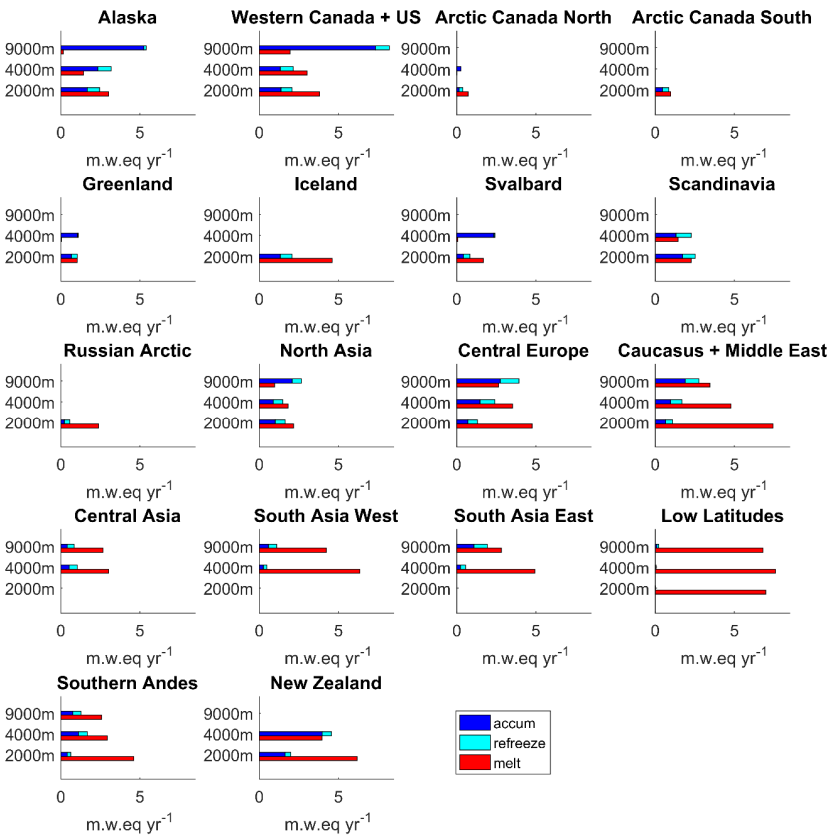 Alaska
9000m
4000m
2000m
0 5
m.w.eq yr-1
Western Canada + US
0 5
m.w.eq yr-1
Arctic Canada North
9000m
4000m
2000m
0 5
m.w.eq yr-1
Arctic Canada South
9000m
4000m
2000m
0 5
m.w.eq yr-1
Greenland
9000m
4000m
2000m
0 5
m.w.eq yr-1
Iceland
9000m
4000m
2000m
0 5
m.w.eq yr-1
Svalbard
9000m
4000m
2000m
0 5
m.w.eq yr-1
Scandinavia
9000m
4000m
2000m
0 5
m.w.eq yr-1
Russian Arctic
9000m
4000m
2000m
0 5
m.w.eq yr-1
North Asia
9000m
4000m
2000m
0 5
m.w.eq yr-1
Central Europe
9000m
4000m
2000m
0 5
m.w.eq yr-1
Caucasus + Middle East
9000m
4000m
2000m
0 5
m.w.eq yr-1
Central Asia
9000m
4000m
2000m
0 5
m.w.eq yr-1
South Asia West
9000m
4000m
2000m
0 5
m.w.eq yr-1
South Asia East
9000m
4000m
2000m
0 5
m.w.eq yr-1
Low Latitudes
9000m
4000m
2000m
0 5
m.w.eq yr-1
Southern Andes
9000m
4000m
2000m
0 5
m.w.eq yr-1
New Zealand
9000m
4000m
2000m
0 5
m.w.eq yr-1
accum
refreeze
melt